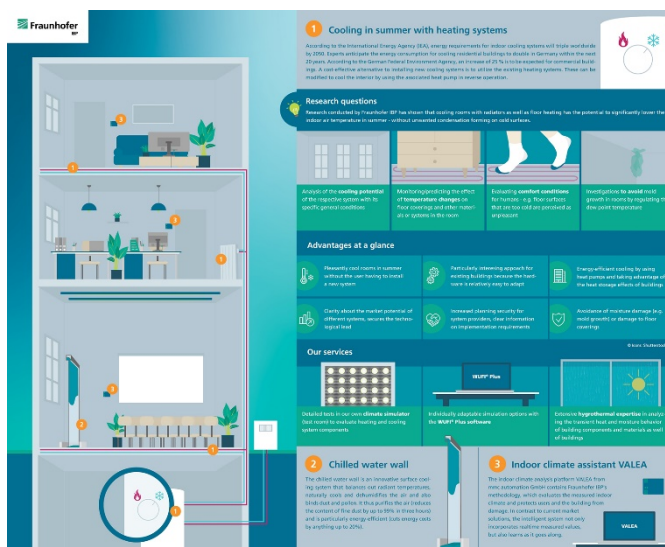 Fraunhofer
IBP
1 Cooling in summer with heating systems
According to the International Energy Agency (IEA), energy requirements for indoor cooling systems will triple worldwide
by 2050. Experts anticipate the energy consumption for cooling residential buildings to double in Germany within the next
20 years. According to the German Federal Environment Agency, an increase of 25 % is to be expected for commercial build-
ings. A cost-effective alternative to installing new cooling systems is to utilize the existing heating systems. These can be
modified to cool the interior by using the associated heat pump in reverse operation.
Research questions
Research conducted by Fraunhofer IBP has shown that cooling rooms with radiators as well as floor heating has the potential to significantly lower the
indoor air temperature in summer – without unwanted condensation forming on cold surfaces.
Analysis of the cooling potential
of the respective system with its
specific general conditions
Monitoring/predicting the effect
of temperature changes on
floor coverings and other materi-
als or systems in the room
Evaluating comfort conditions
for humans – e.g. floor surfaces
that are too cold are perceived as
unpleasant
Investigations to avoid mold
growth in rooms by regulating the
dew point temperature
Advantages at a glance
Pleasantly cool rooms in summer
without the user having to install
a new system
Particularly interesting approach for
existing buildings because the hard-
ware is relatively easy to adapt
Energy-efficient cooling by using
heat pumps and taking advantage of
the heat storage effects of buildings
Clarity about the market potential of
different systems, secures the techno-
logical lead
Increased planning security for
system providers, clear information
on implementation requirements
Avoidance of moisture damage (e.g.
mold growth) or damage to floor
coverings
Our services
WUFI® Plus
Detailed tests in our own climate simulator
(test room) to evaluate heating and cooling
system components
Individually adaptable simulation options with
the WUFI® Plus software
Extensive hygrothermal expertise in analyz-
ing the transient heat and moisture behavior
of building components and materials as well
as of buildings
2 Chilled water wall
The chilled water wall is an innovative surface cool-
ing system that balances out radiant temperatures,
naturally cools and dehumidifies the air and also
binds dust and pollen. It thus purifies the air (reduces
the content of fine dust by up to 99% in three hours)
and is particularly energy-efficient (cuts energy costs
by anything up to 20%).
3 Indoor climate assistant VALEA
The indoor climate analysis platform VALEA from
GmbH contains Fraunhofer IBP's
methodology, which evaluates the measured indoor
climate and protects users and the building from
damage. In contrast to current market
solutions, the intelligent system not only
incorporates realtime measured values,
but also learns as it goes along.
VALEA
3
1
3
1
3
2
1
1